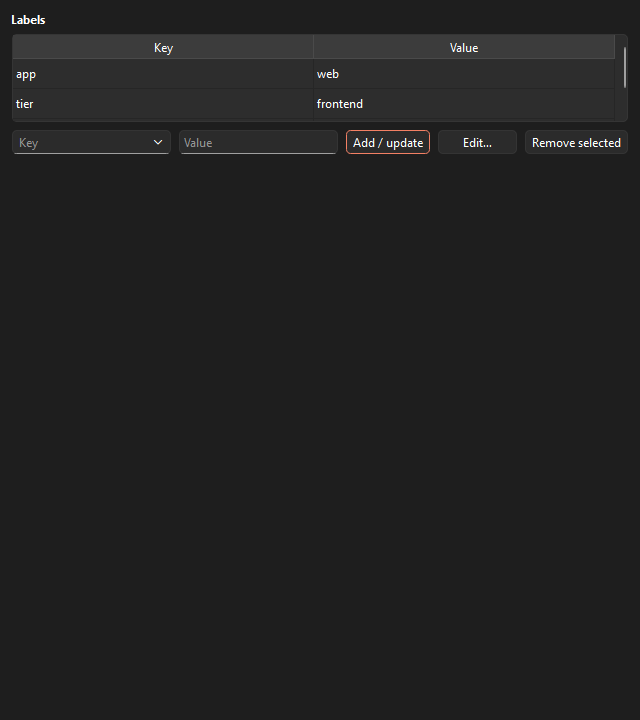 Labels
Key Value
app web
tier frontend
Key Value Add / update Edit... Remove selected